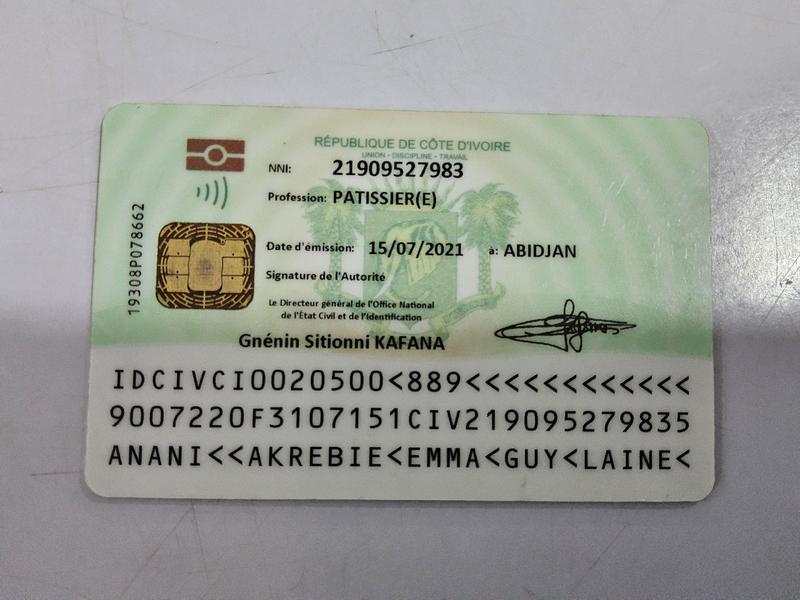 RÉPUBLIQUE DE CÔTE D'IVOIRE
UNION - DISCIPLINE - TRAVAIL
NNI: 21909527983
Profession: PATISSIER(E)
19308P078662
Date d'émission: 15/07/2021 à: ABIDJAN
Signature de l'Autorité
Le Directeur général de l'Office National
de l'État Civil et de l'Identification
Gnénin Sitionni KAFANA
IDCIVCI0020500<889<<<<<<<<<<<<
9007220F3107151CIV219095279835
ANANI<<AKREBIE<EMMA<GUY<LAINE<